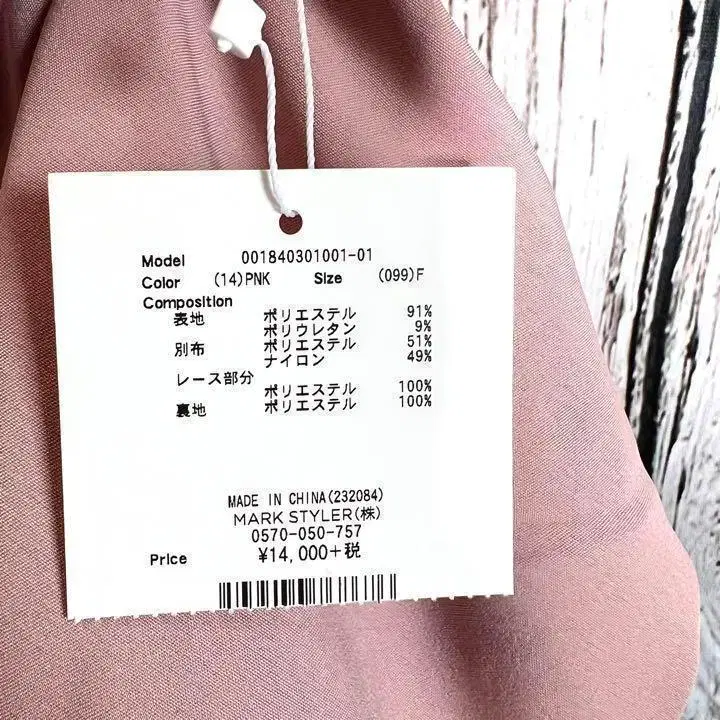 Model 001840301001-01
Color (14)PNK Size (099)F
Composition
表地 ポリエステル 91%
ポリウレタン 9%
別布 ポリエステル 51%
ナイロン 49%
レース部分
ポリエステル 100%
裏地 ポリエステル 100%
MADE IN CHINA(232084)
MARK STYLER(株)
0570-050-757
Price ¥14,000+税